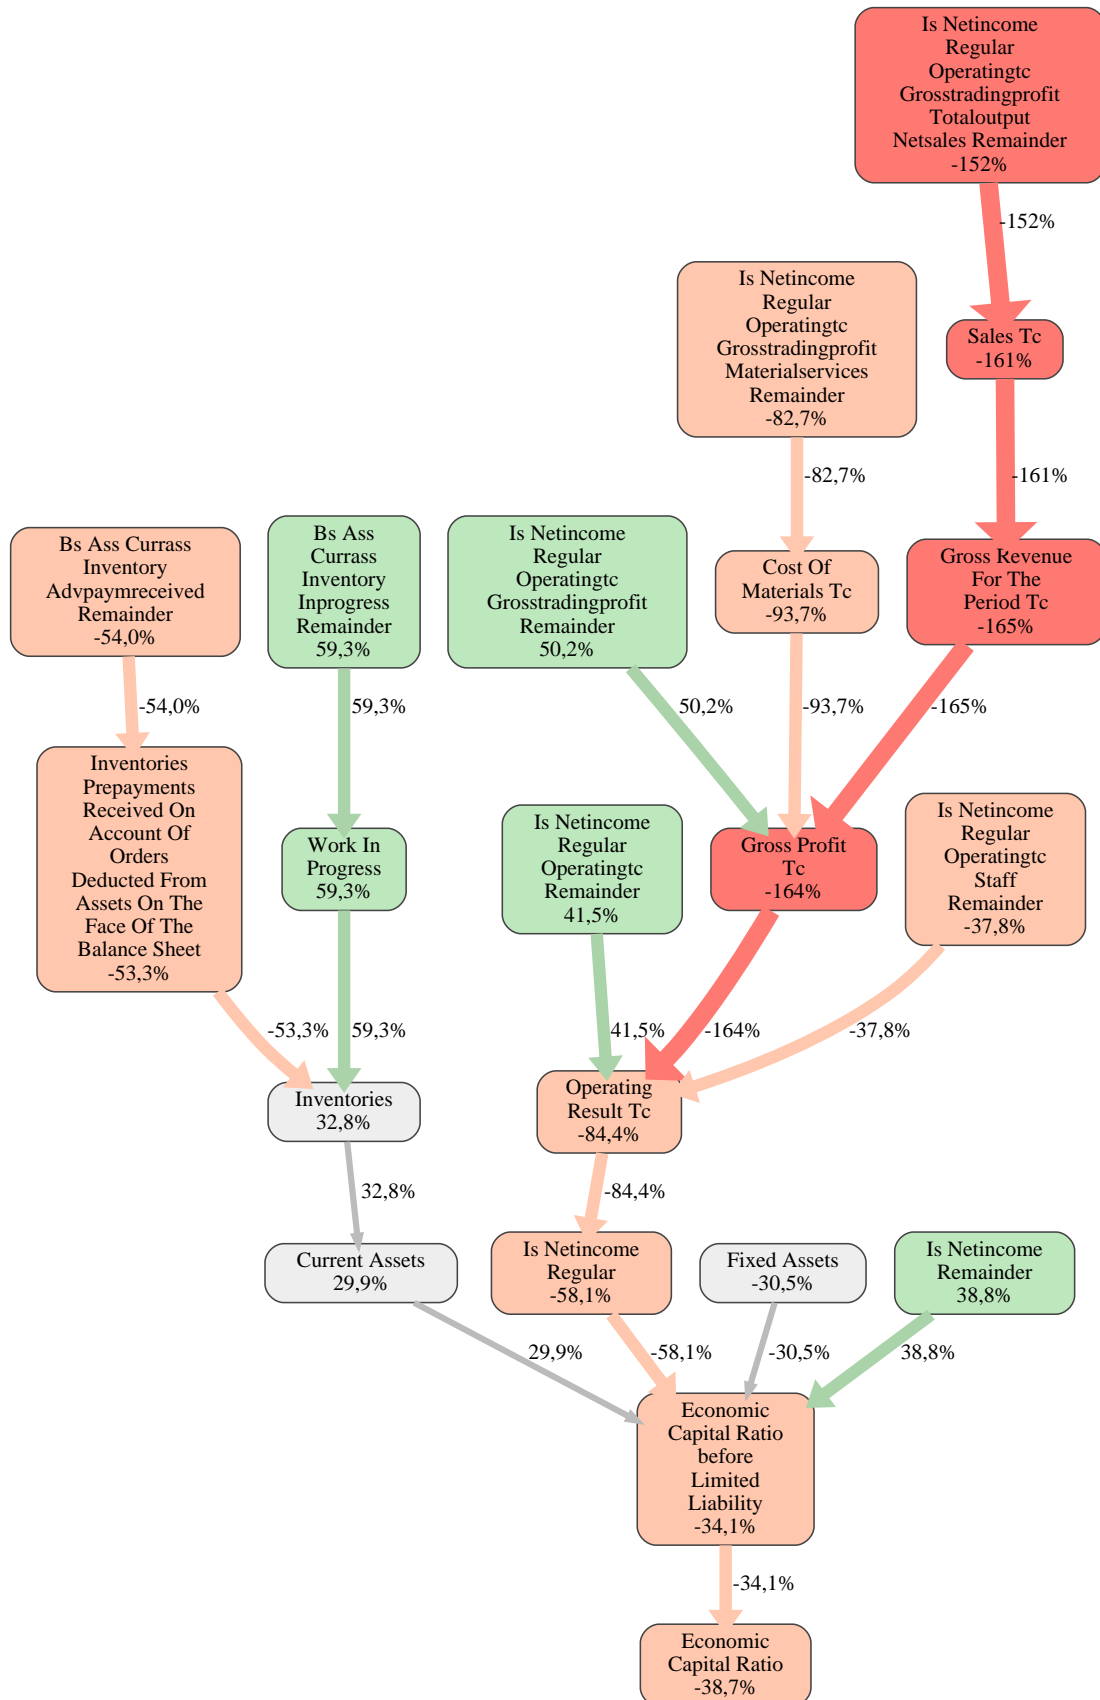 Is Netincome
Regular
Operatingtc
Grosstradingprofit
Totaloutput
Netsales Remainder
-152%
-152%
Is Netincome
Regular
Operatingtc
Grosstradingprofit
Materialservices
Remainder
-82,7%
Sales Tc
-161%
-82,7%
-161%
Bs Ass Currass
Inventory
Advpaymreceived
Remainder
-54,0%
Bs Ass
Currass
Inventory
Inprogress
Remainder
59,3%
Is Netincome
Regular
Operatingtc
Grosstradingprofit
Remainder
50,2%
Cost Of
Materials Tc
-93,7%
Gross Revenue
For The
Period Tc
-165%
-54,0%
59,3%
50,2%
-93,7%
-165%
Inventories
Prepayments
Received On
Account Of
Orders
Deducted From
Assets On The
Face Of The
Balance Sheet
-53,3%
Work In
Progress
59,3%
Is Netincome
Regular
Operatingtc
Remainder
41,5%
Gross Profit
Tc
-164%
Is Netincome
Regular
Operatingtc
Staff
Remainder
-37,8%
-53,3%
59,3%
41,5%
-164%
-37,8%
Inventories
32,8%
Operating
Result Tc
-84,4%
32,8%
-84,4%
Current Assets
29,9%
Is Netincome
Regular
-58,1%
Fixed Assets
-30,5%
Is Netincome
Remainder
38,8%
29,9%
-58,1%
-30,5%
38,8%
Economic
Capital Ratio
before
Limited
Liability
-34,1%
-34,1%
Economic
Capital Ratio
-38,7%